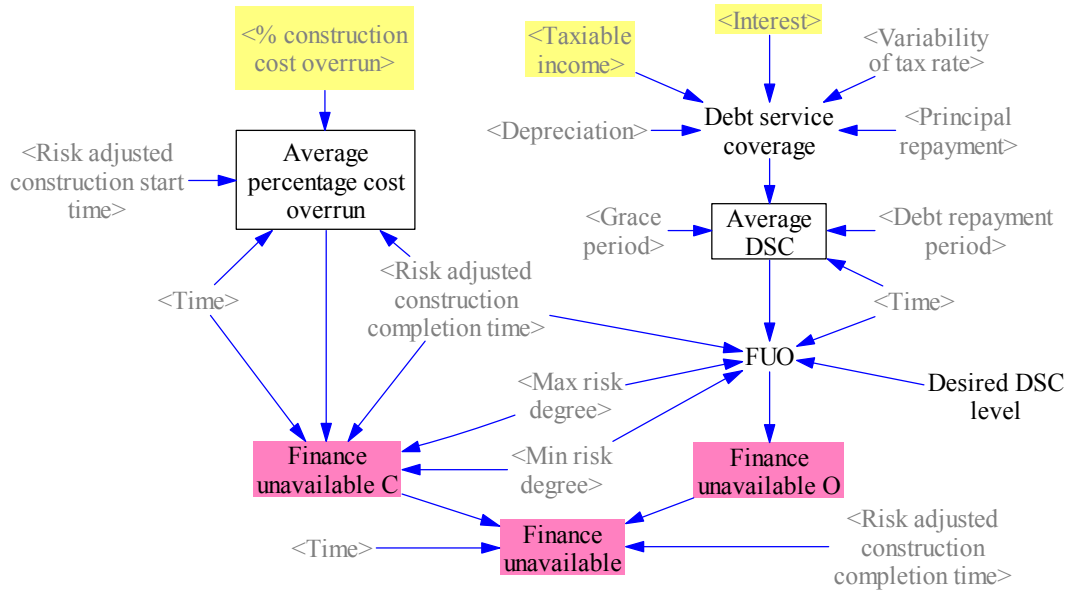 <% construction
cost overrun>
<Taxiable
income>
<Interest>
<Variability
of tax rate>
<Depreciation>
Debt service
coverage
<Principal
repayment>
<Risk adjusted
construction start
time>
Average
percentage cost
overrun
<Grace
period>
Average
DSC
<Debt repayment
period>
<Time>
<Risk adjusted
construction
completion time>
<Time>
FUO
<Max risk
degree>
Desired DSC
level
Finance
unavailable C
<Min risk
degree>
Finance
unavailable O
<Time>
Finance
unavailable
<Risk adjusted
construction
completion time>